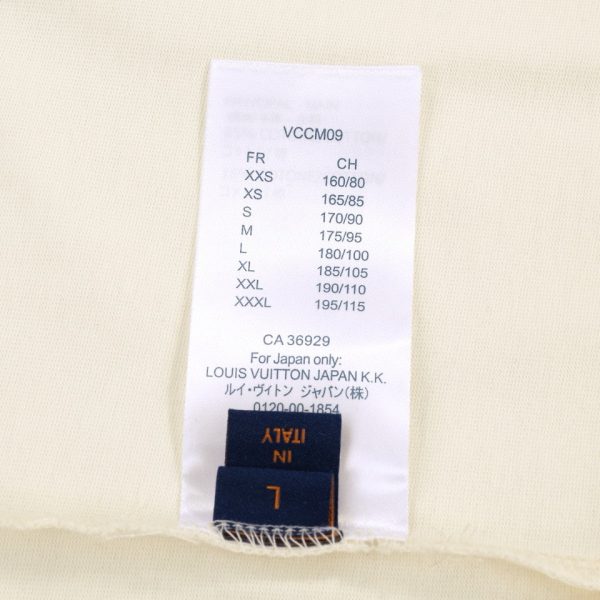 VCCM09
FR CH
XXS 160/80
XS 165/85
S 170/90
M 175/95
L 180/100
XL 185/105
XXL 190/110
XXXL 195/115
CA 36929
For Japan only:
LOUIS VUITTON JAPAN K.K.
ルイ・ヴィトン ジャパン(株)
0120-00-1854
IN
ITALY
L